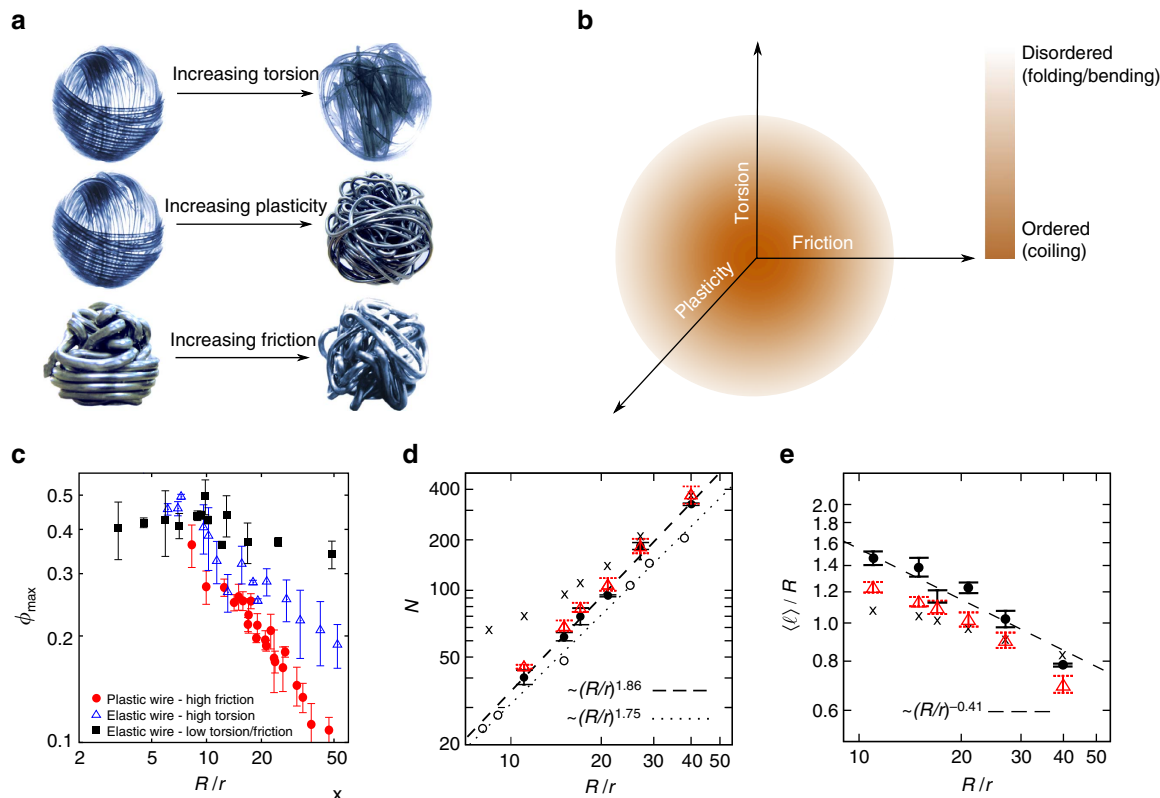 a
Increasing torsion
Increasing plasticity
Increasing friction
b
Torsion
Friction
Plasticity
Disordered
(folding/bending)
Ordered
(coiling)
c
0.5
0.4
0.3
0.2
0.1
ϕmax
Plastic wire - high friction
Elastic wire - high torsion
Elastic wire - low torsion/friction
2
5
10
20
50
R/r
x
d
400
200
100
50
20
N
~(R/r)^1.86
~(R/r)^1.75
10
20
30
40
50
R/r
e
2.0
1.8
1.6
1.4
1.2
1.0
0.8
0.6
⟨ℓ⟩/R
~(R/r)^−0.41
10
20
30
40
50
R/r